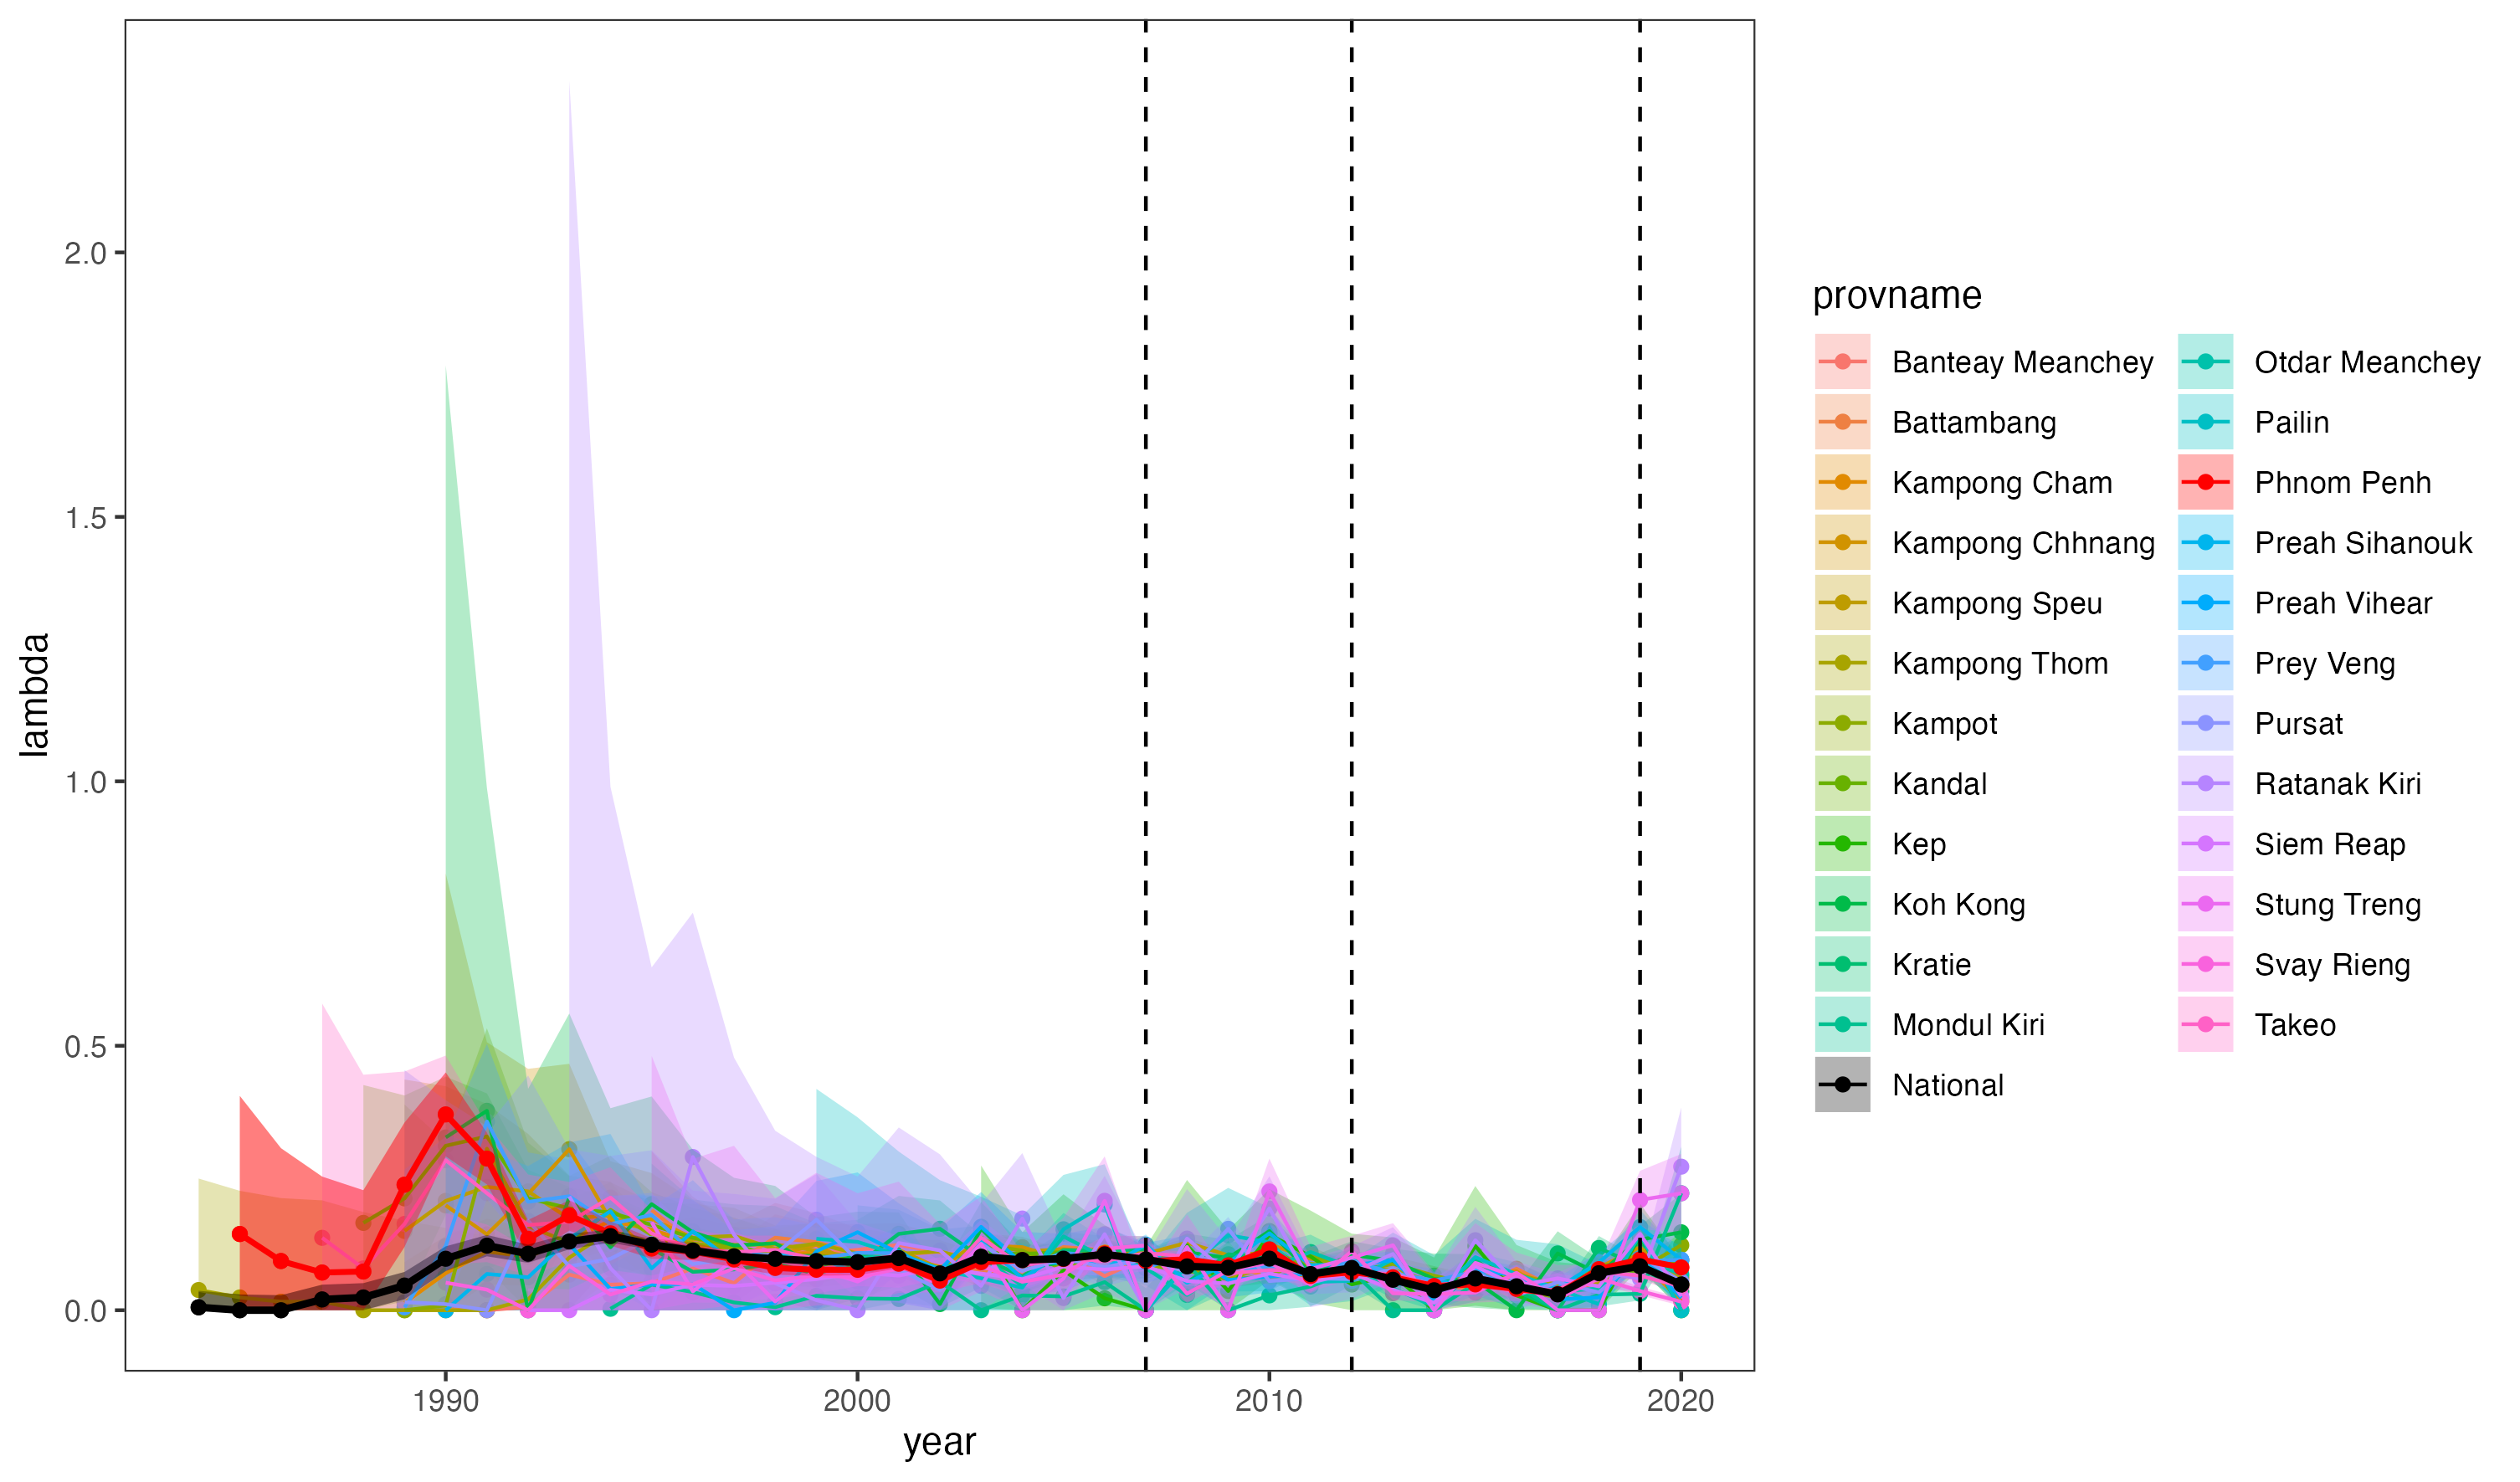 2.0
1.5
1.0
0.5
0.0
lambda
1990 2000 2010 2020
year
provname
Banteay Meanchey
Battambang
Kampong Cham
Kampong Chhnang
Kampong Speu
Kampong Thom
Kampot
Kandal
Kep
Koh Kong
Kratie
Mondul Kiri
National
Otdar Meanchey
Pailin
Phnom Penh
Preah Sihanouk
Preah Vihear
Prey Veng
Pursat
Ratanak Kiri
Siem Reap
Stung Treng
Svay Rieng
Takeo